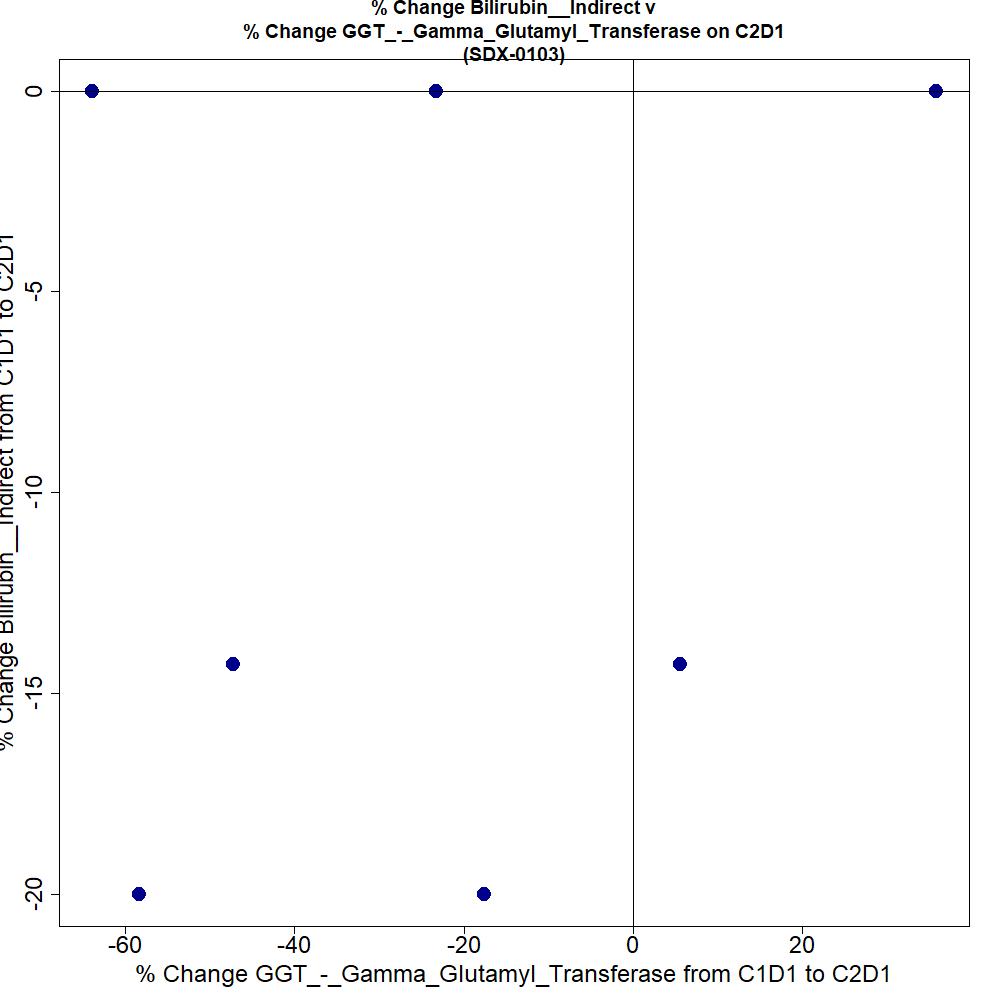 % Change Bilirubin__Indirect v
% Change GGT_-_Gamma_Glutamyl_Transferase on C2D1
(SDX-0103)
% Change Bilirubin__Indirect from C1D1 to C2D1
0
-5
-10
-15
-20
-60
-40
-20
0
20
% Change GGT_-_Gamma_Glutamyl_Transferase from C1D1 to C2D1